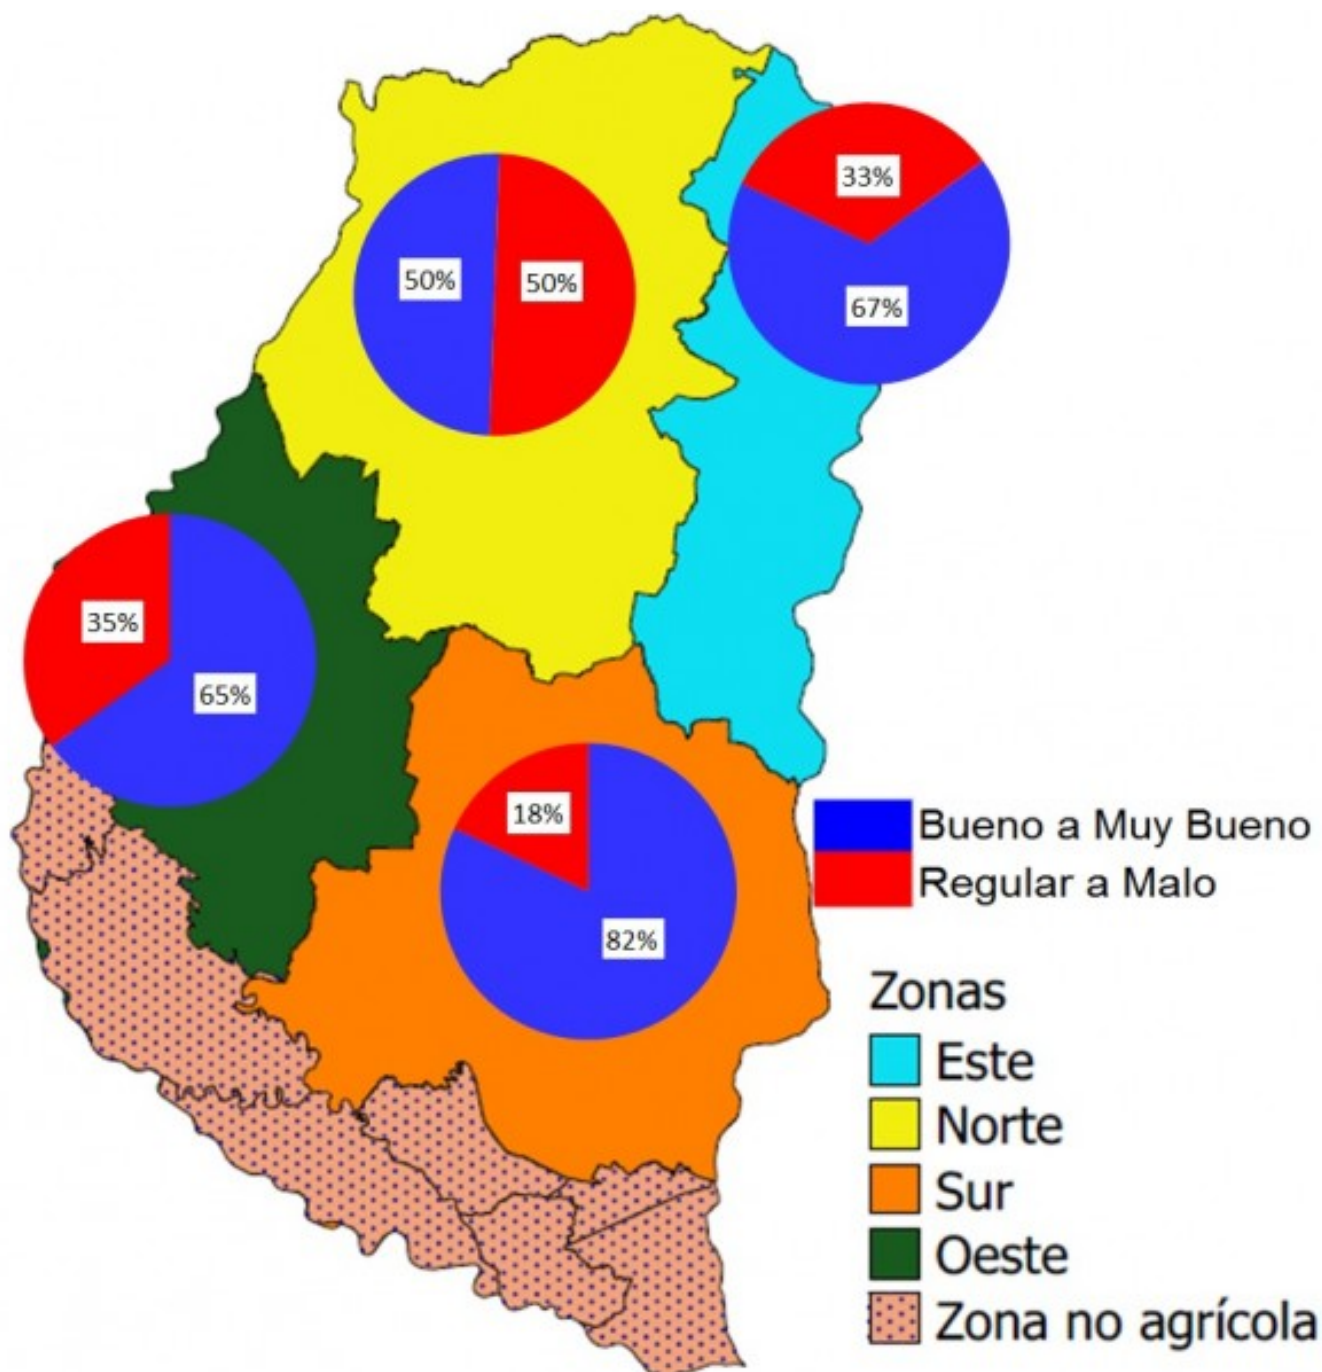 33%
50%
50%
67%
35%
65%
18%
82%
Bueno a Muy Bueno
Regular a Malo
Zonas
Este
Norte
Sur
Oeste
Zona no agrícola